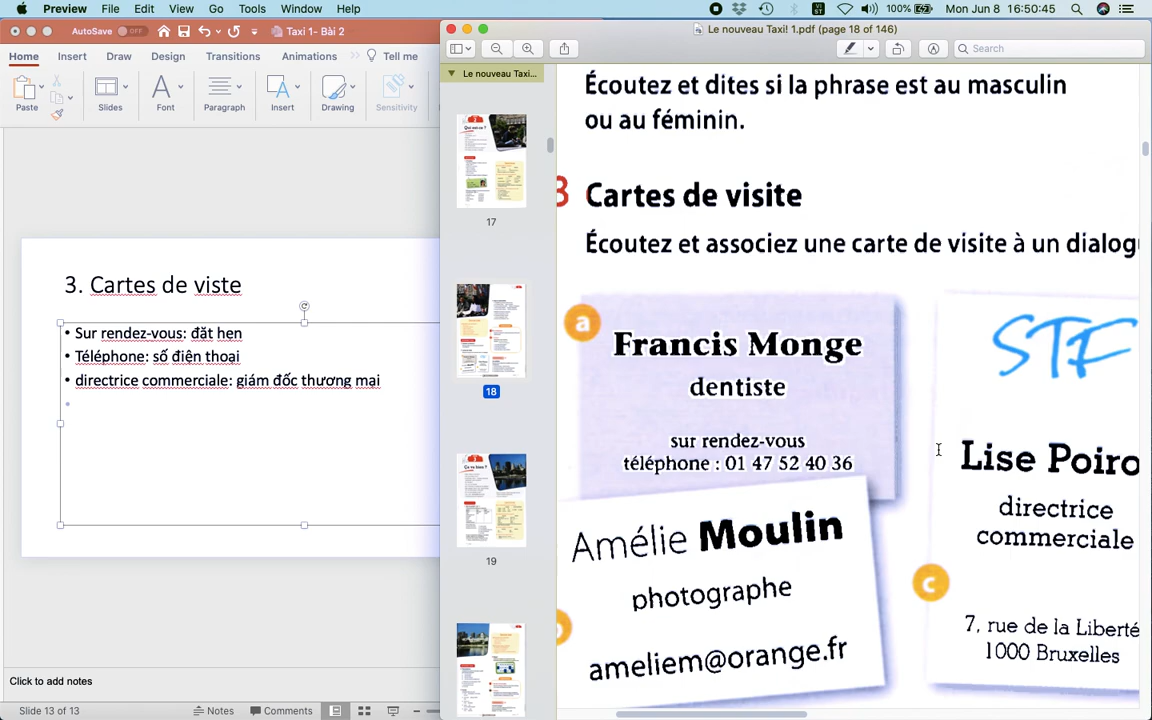 Preview File Edit View Go Tools Window Help
100% Mon Jun 8 16:50:45
AutoSave OFF Taxi 1- Bài 2
Home Insert Draw Design Transitions Animations Tell me
Paste Slides Font Paragraph Insert Drawing Sensitivity
3. Cartes de viste
• Sur rendez-vous: đặt hẹn
• Téléphone: số điện thoại
• directrice commerciale: giám đốc thương mại
Click to add notes
Slide 13 of 13 Notes Comments
Le nouveau Taxi! 1.pdf (page 18 of 146)
Search
Le nouveau Taxi...
17
18
19
Écoutez et dites si la phrase est au masculin
ou au féminin.
3 Cartes de visite
Écoutez et associez une carte de visite à un dialog
a
Francis Monge
dentiste
sur rendez-vous
téléphone : 01 47 52 40 36
Amélie Moulin
photographe
ameliem@orange.fr
STF
Lise Poiro
directrice
commerciale
c
7, rue de la Liberté
1000 Bruxelles